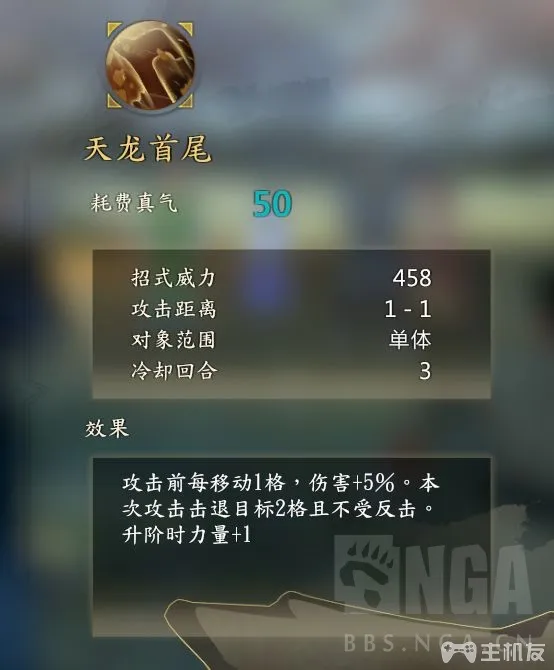 天龙首尾
耗费真气 50
招式威力 458
攻击距离 1 - 1
对象范围 单体
冷却回合 3
效果
攻击前每移动1格，伤害+5%。本
次攻击击退目标2格且不受反击。
升阶时力量+1
NGA
BBS.NGA.CN
主机友